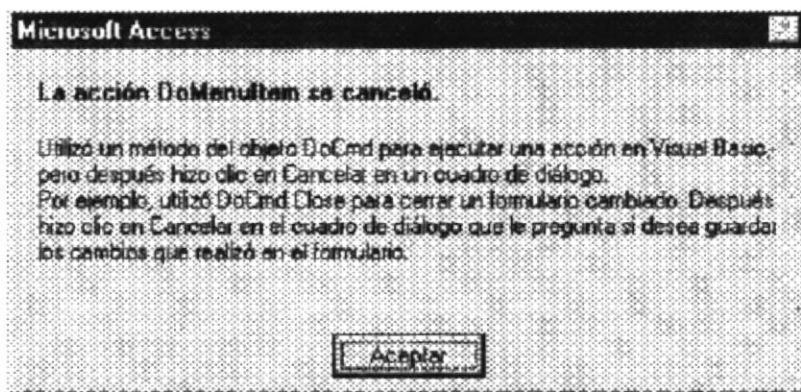 Microsoft Access
La acción DoMenuItem se canceló.
Utilizó un método del objeto DoCmd para ejecutar una acción en Visual Basic,
pero después hizo clic en Cancelar en un cuadro de diálogo.
Por ejemplo, utilizó DoCmd Close para cerrar un formulario cambiado. Después
hizo clic en Cancelar en el cuadro de diálogo que le pregunta si desea guardar
los cambios que realizó en el formulario.
Aceptar